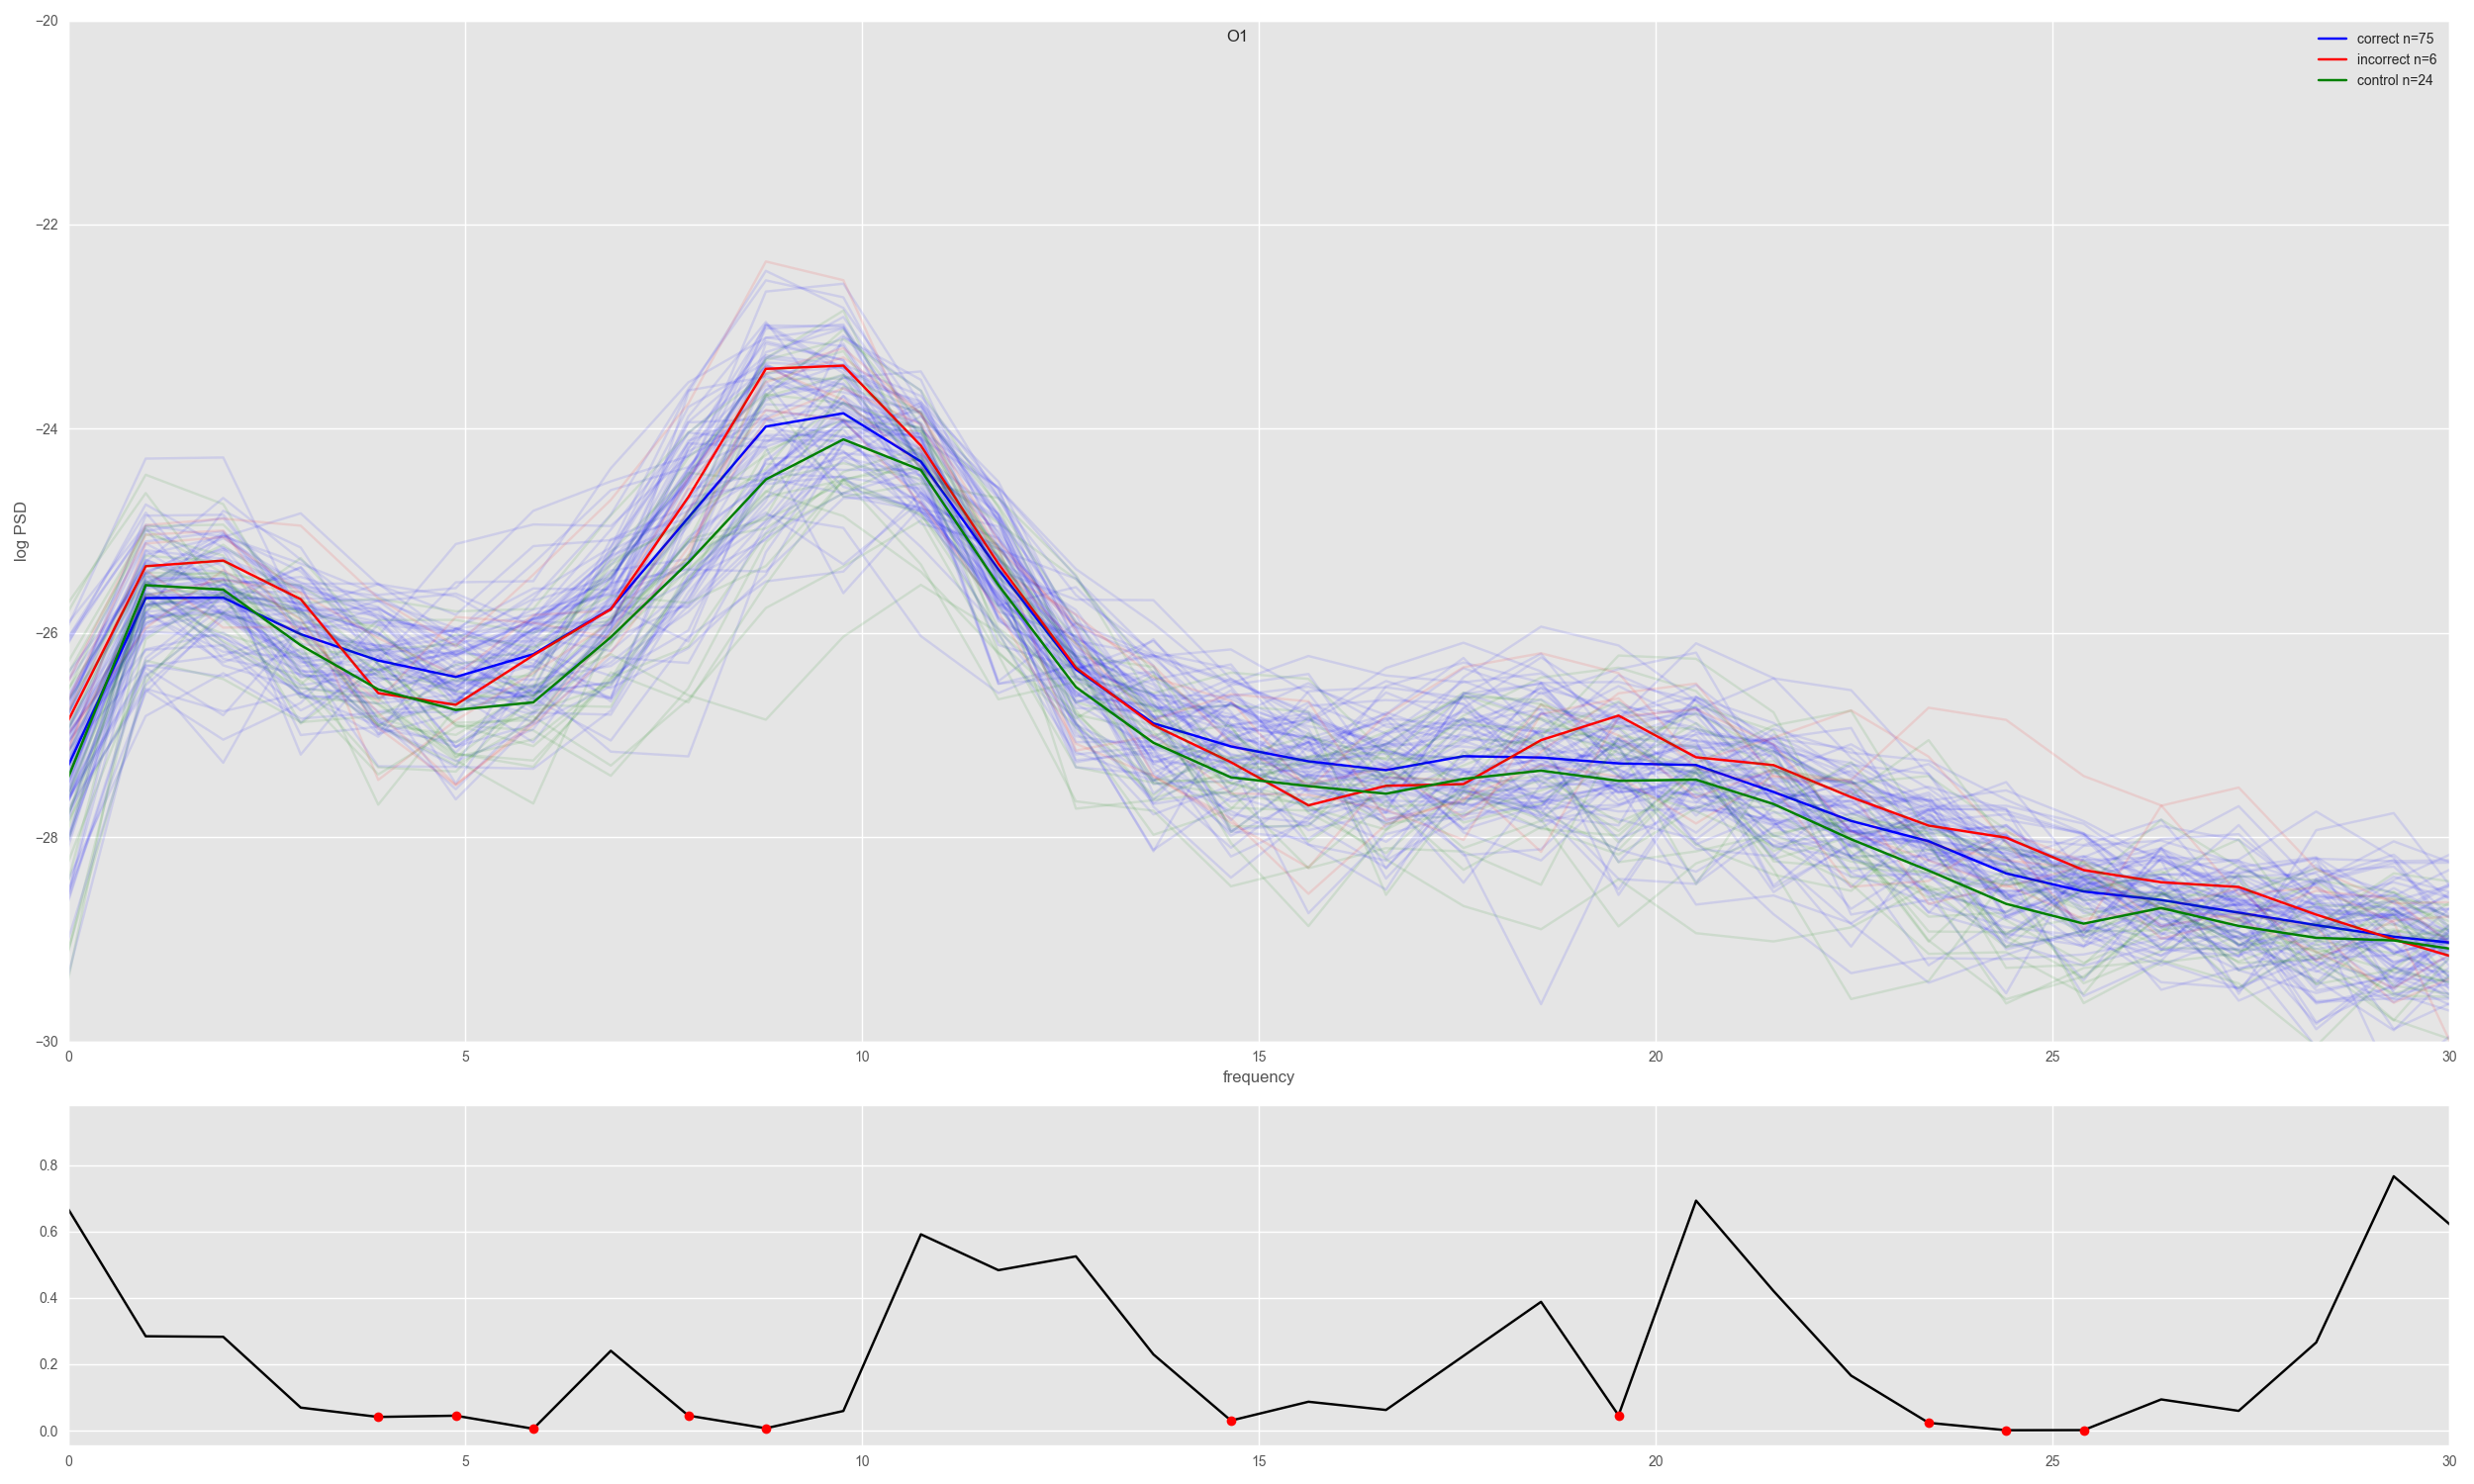 O1
correct n=75
incorrect n=6
control n=24
log PSD
−20
−22
−24
−26
−28
−30
0 5 10 15 20 25 30
frequency
0.8
0.6
0.4
0.2
0.0
0 5 10 15 20 25 30